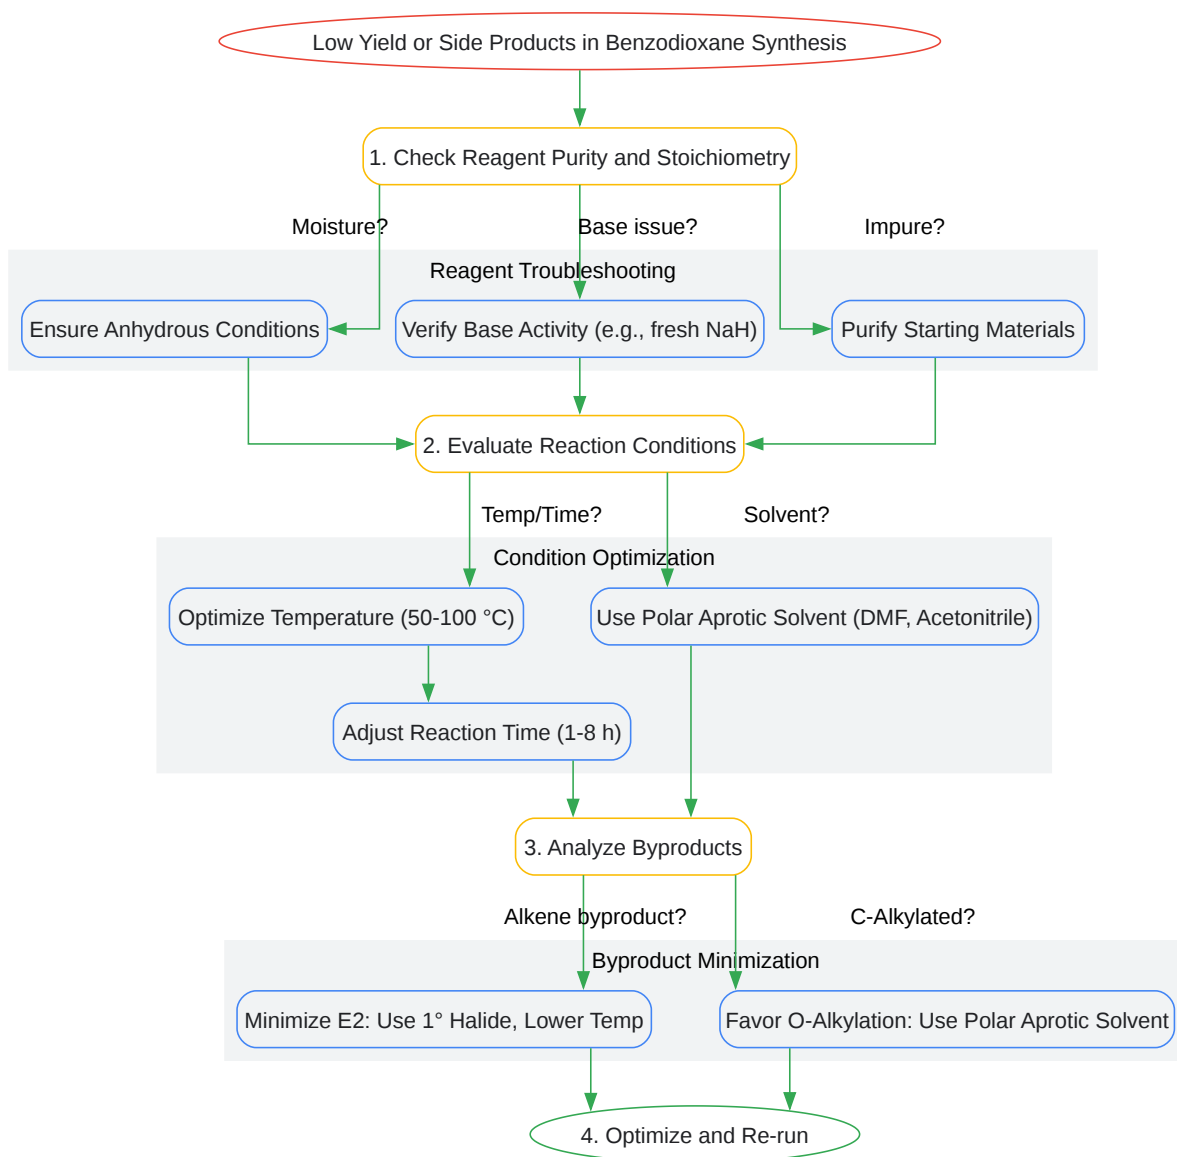 Low Yield or Side Products in Benzodioxane Synthesis
1. Check Reagent Purity and Stoichiometry
Moisture?
Base issue?
Impure?
Reagent Troubleshooting
Ensure Anhydrous Conditions
Verify Base Activity (e.g., fresh NaH)
Purify Starting Materials
2. Evaluate Reaction Conditions
Temp/Time?
Solvent?
Condition Optimization
Optimize Temperature (50-100 °C)
Use Polar Aprotic Solvent (DMF, Acetonitrile)
Adjust Reaction Time (1-8 h)
3. Analyze Byproducts
Alkene byproduct?
C-Alkylated?
Byproduct Minimization
Minimize E2: Use 1° Halide, Lower Temp
Favor O-Alkylation: Use Polar Aprotic Solvent
4. Optimize and Re-run